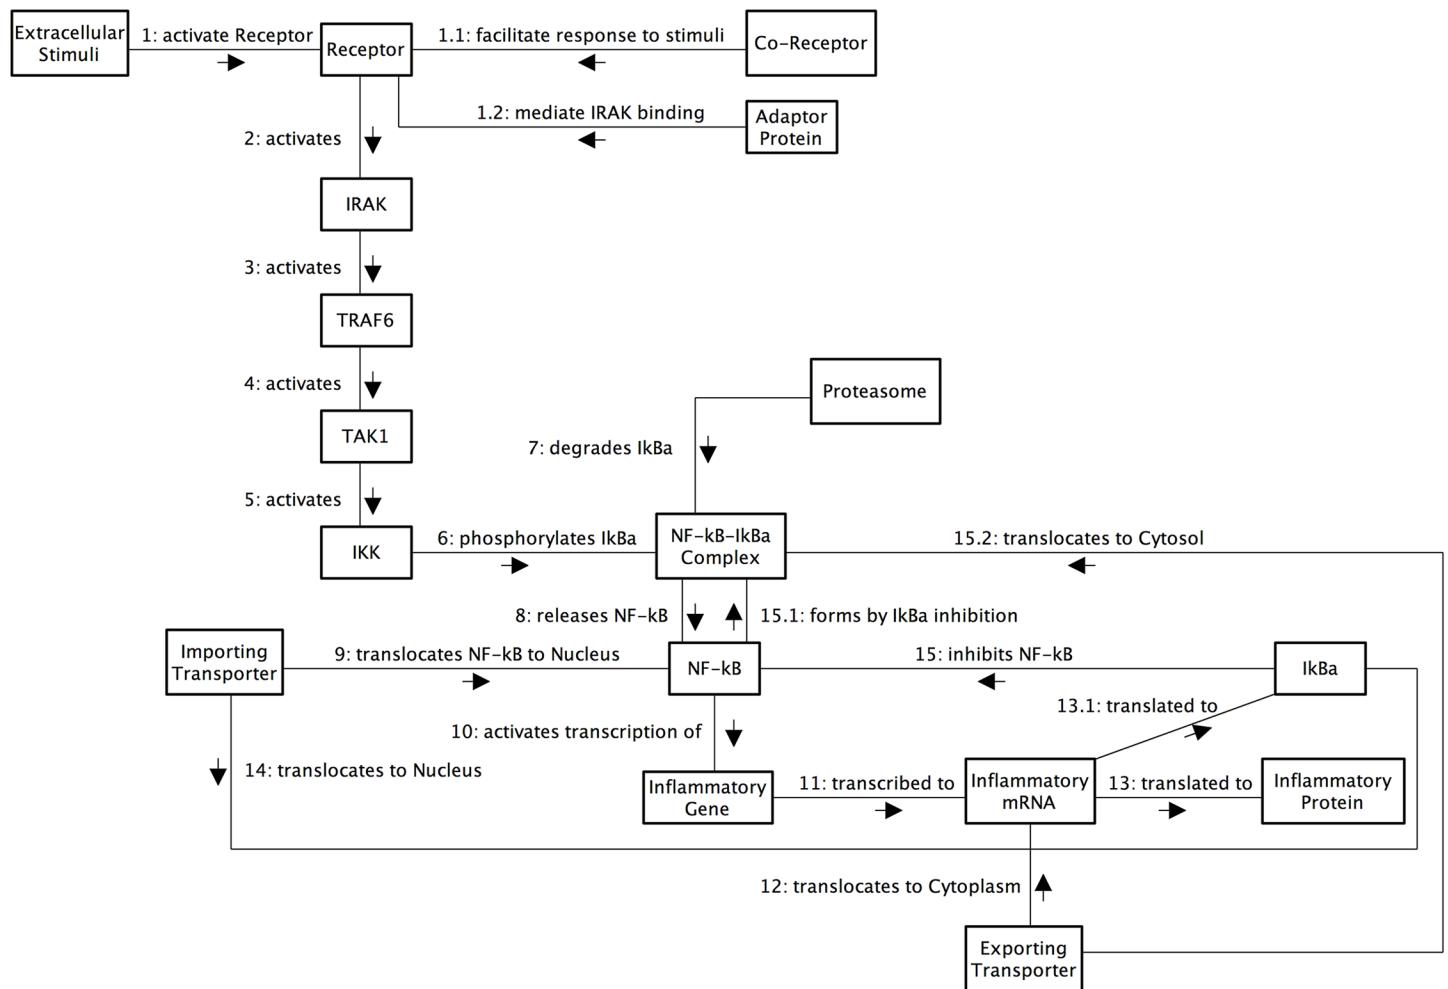 Extracellular
Stimuli
1: activate Receptor
Receptor
1.1: facilitate response to stimuli
Co-Receptor
1.2: mediate IRAK binding
Adaptor
Protein
2: activates
IRAK
3: activates
TRAF6
4: activates
TAK1
Proteasome
7: degrades IkBa
5: activates
IKK
6: phosphorylates IkBa
NF-kB-IkBa
Complex
15.2: translocates to Cytosol
8: releases NF-kB
15.1: forms by IkBa inhibition
Importing
Transporter
9: translocates NF-kB to Nucleus
NF-kB
15: inhibits NF-kB
IkBa
13.1: translated to
10: activates transcription of
14: translocates to Nucleus
Inflammatory
Gene
11: transcribed to
Inflammatory
mRNA
13: translated to
Inflammatory
Protein
12: translocates to Cytoplasm
Exporting
Transporter